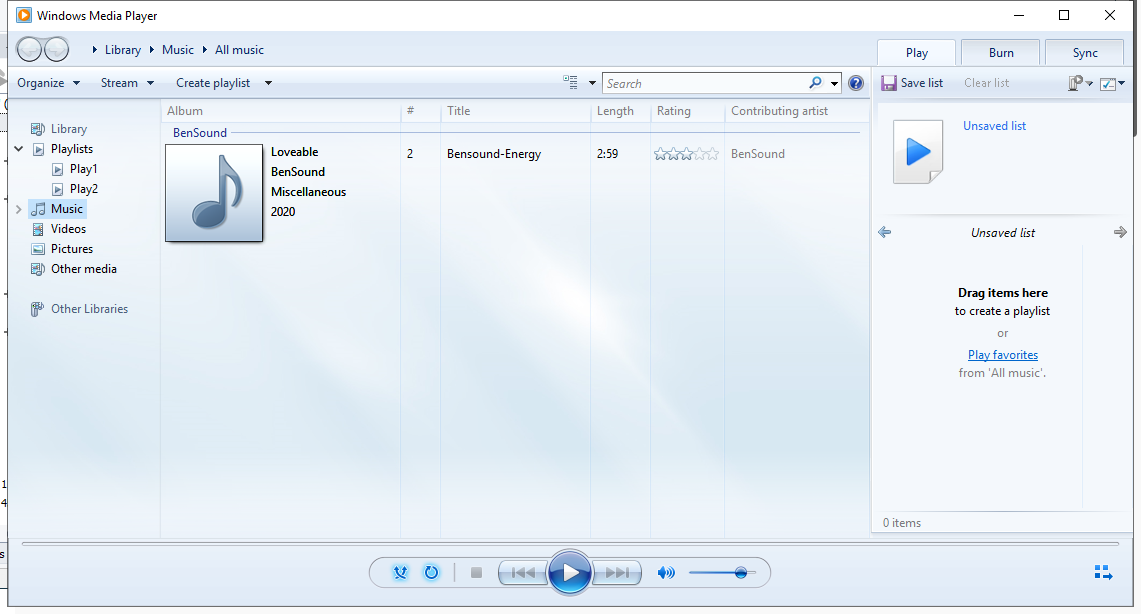 Windows Media Player
Library Music All music
Play Burn Sync
Organize Stream Create playlist Search
Save list Clear list
Album # Title Length Rating Contributing artist
BenSound
Loveable 2 Bensound-Energy 2:59 BenSound
BenSound
Miscellaneous
2020
Library
Playlists
Play1
Play2
Music
Videos
Pictures
Other media
Other Libraries
Unsaved list
Unsaved list
Drag items here
to create a playlist
or
Play favorites
from 'All music'.
0 items